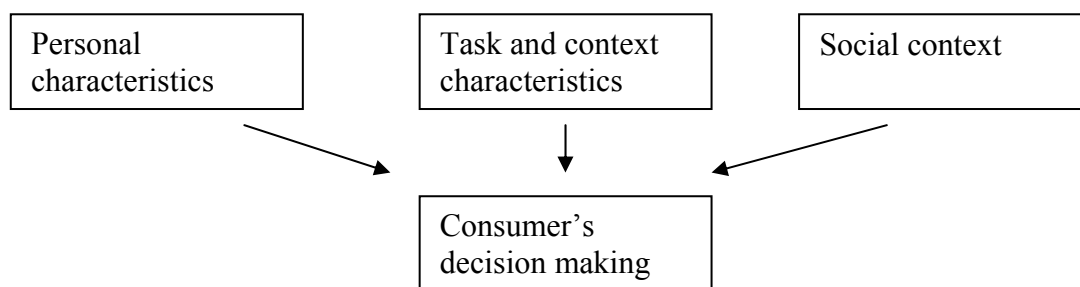 Personal
characteristics
Task and context
characteristics
Social context
Consumer’s
decision making